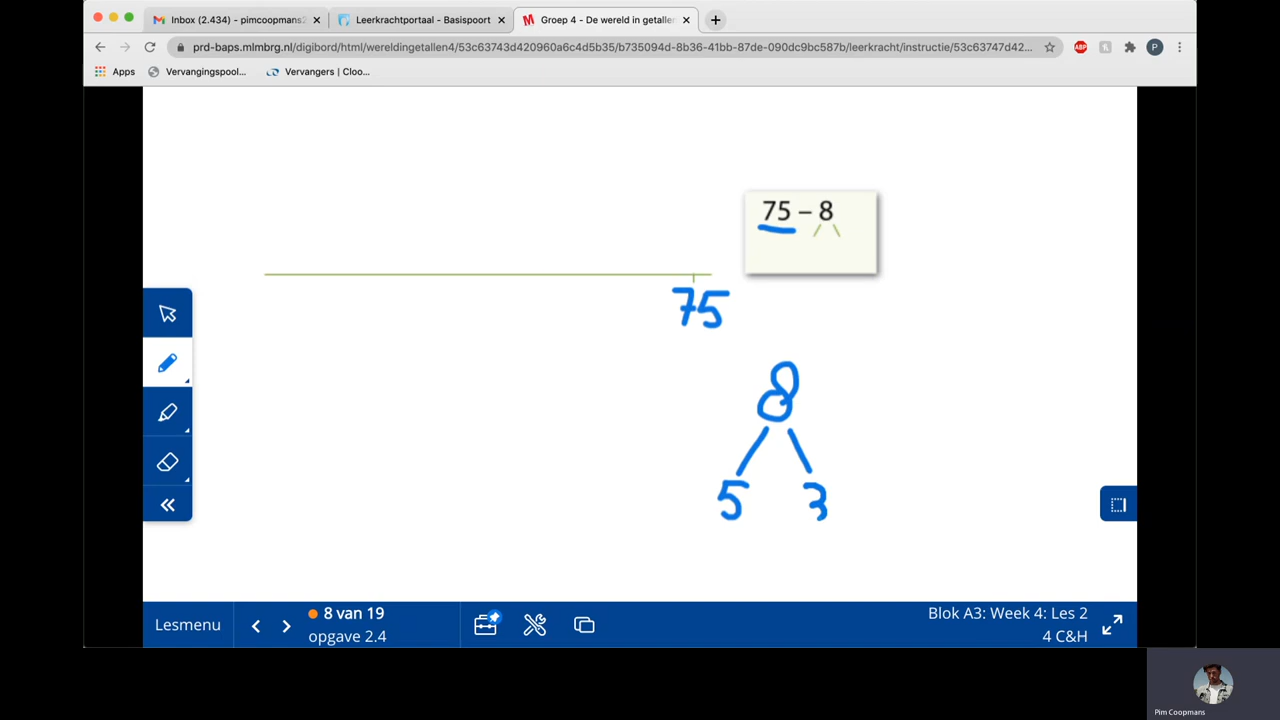 Inbox (2.434) - pimcoopmans
Leerkrachtportaal - Basispoort
Groep 4 - De wereld in getallen
prd-baps.mlmbrg.nl/digibord/html/wereldingetallen4/53c63743d420960a6c4d5b35/b735094d-8b36-41bb-87de-090dc9bc587b/leerkracht/instructie/53c63747d42...
ABP
P
Apps
Vervangingspool...
Vervangers | Cloo...
75 – 8
75
8
5 3
Lesmenu
8 van 19
opgave 2.4
Blok A3: Week 4: Les 2
4 C&H
Pim Coopmans